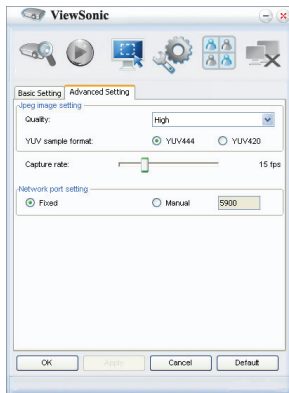 ViewSonic
Basic Setting Advanced Setting
Jpeg image setting
Quality: High
YUV sample format: YUV444 YUV420
Capture rate: 15 fps
Network port setting
Fixed Manual 5900
OK Apply Cancel Default